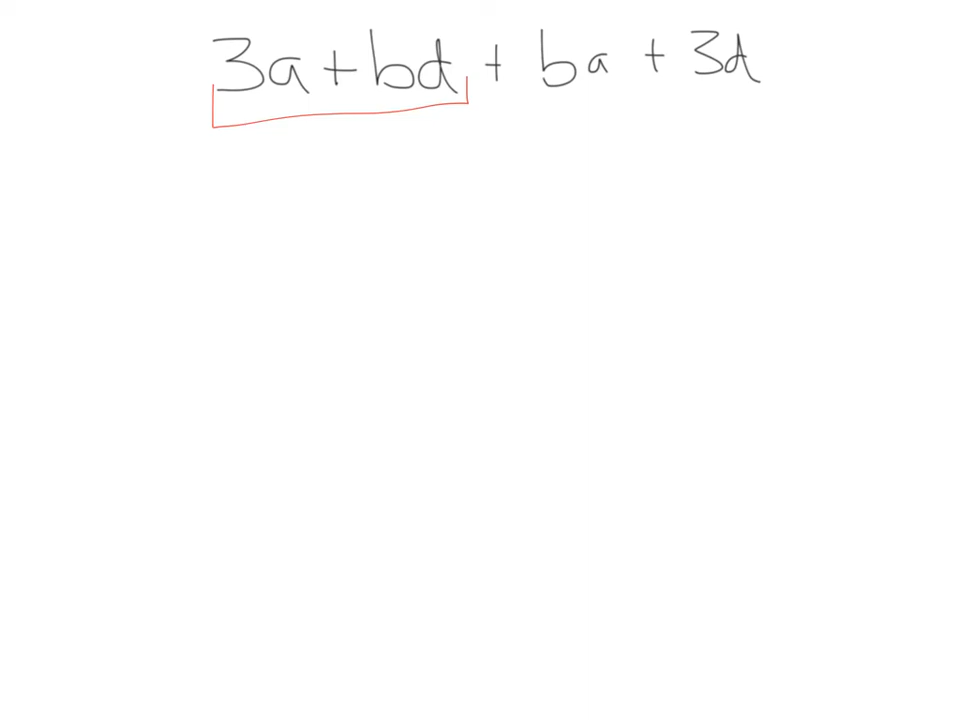 3a + bd + ba + 3d